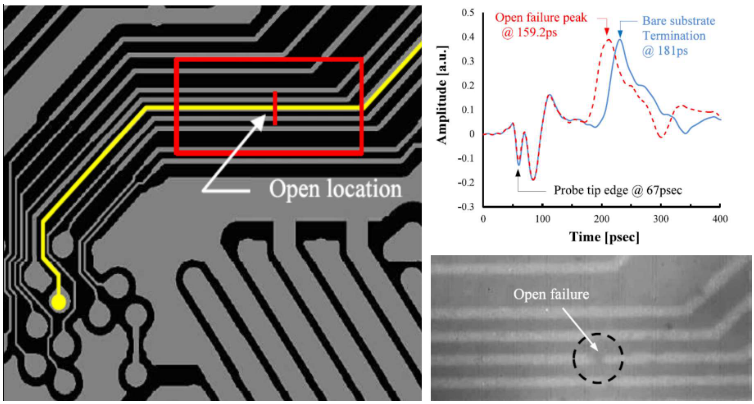 Open location
Open failure peak
@ 159.2ps
Bare substrate
Termination
@ 181ps
Amplitude [a.u.]
0.5
0.4
0.3
0.2
0.1
0.0
-0.1
-0.2
-0.3
Probe tip edge @ 67psec
0
100
200
300
400
Time [psec]
Open failure